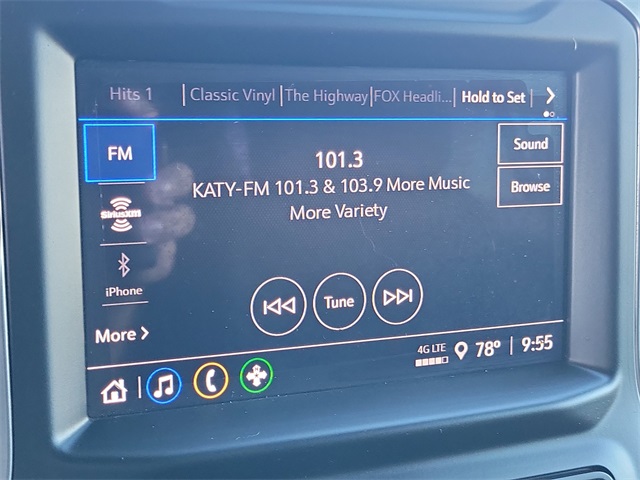 Hits 1 Classic Vinyl The Highway FOX Headli... Hold to Set
FM
Sound
101.3
KATY-FM 101.3 & 103.9 More Music
More Variety
Browse
SiriusXM
iPhone
Tune
More
4G LTE 78° 9:55